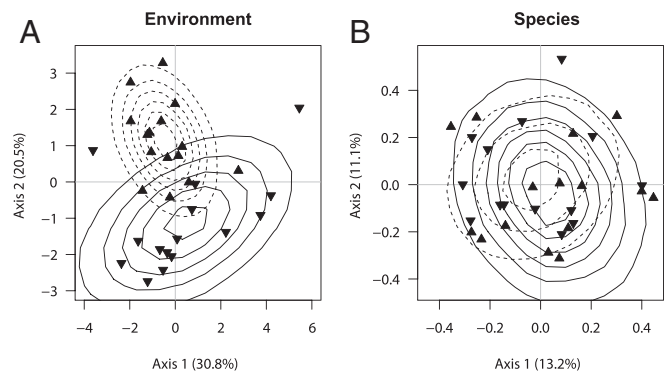 A
Environment
B
Species
3
2
1
0
−1
−2
−3
Axis 2 (20.5%)
−4 −2 0 2 4 6
Axis 1 (30.8%)
0.4
0.2
0.0
−0.2
−0.4
Axis 2 (11.1%)
−0.4 −0.2 0.0 0.2 0.4
Axis 1 (13.2%)